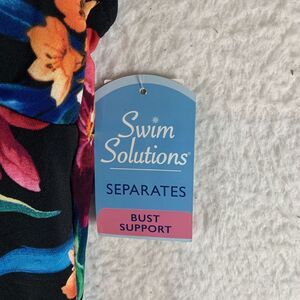 Swim
Solutions®
SEPARATES
BUST
SUPPORT